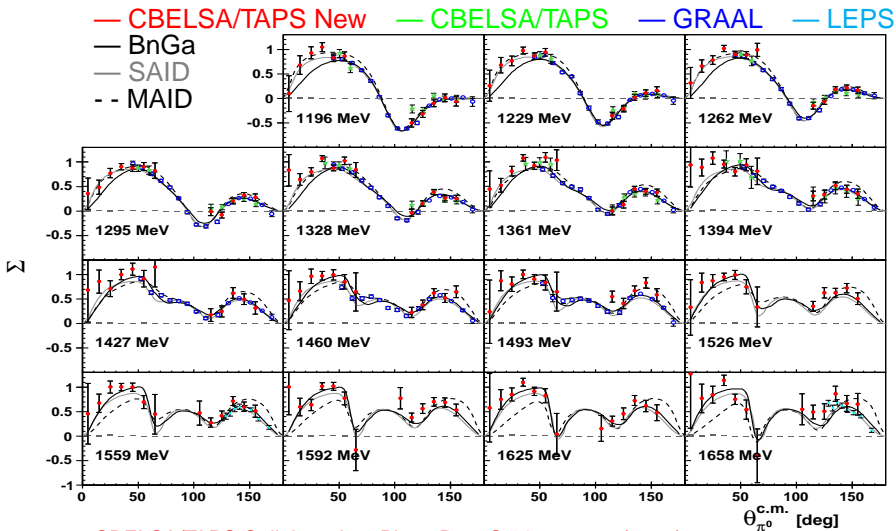 — CBELSA/TAPS New — CBELSA/TAPS — GRAAL — LEPS
— BnGa
— SAID
-- MAID
1
0.5
0
-0.5
1196 MeV
1229 MeV
1262 MeV
1
0.5
0
-0.5
1295 MeV
1328 MeV
1361 MeV
1394 MeV
Σ
1
0.5
0
-0.5
1427 MeV
1460 MeV
1493 MeV
1526 MeV
1
0.5
0
-0.5
-1
1559 MeV
1592 MeV
1625 MeV
1658 MeV
0 50 100 150 50 100 150 50 100 150 50 100 150
θπ⁰ c.m. [deg]